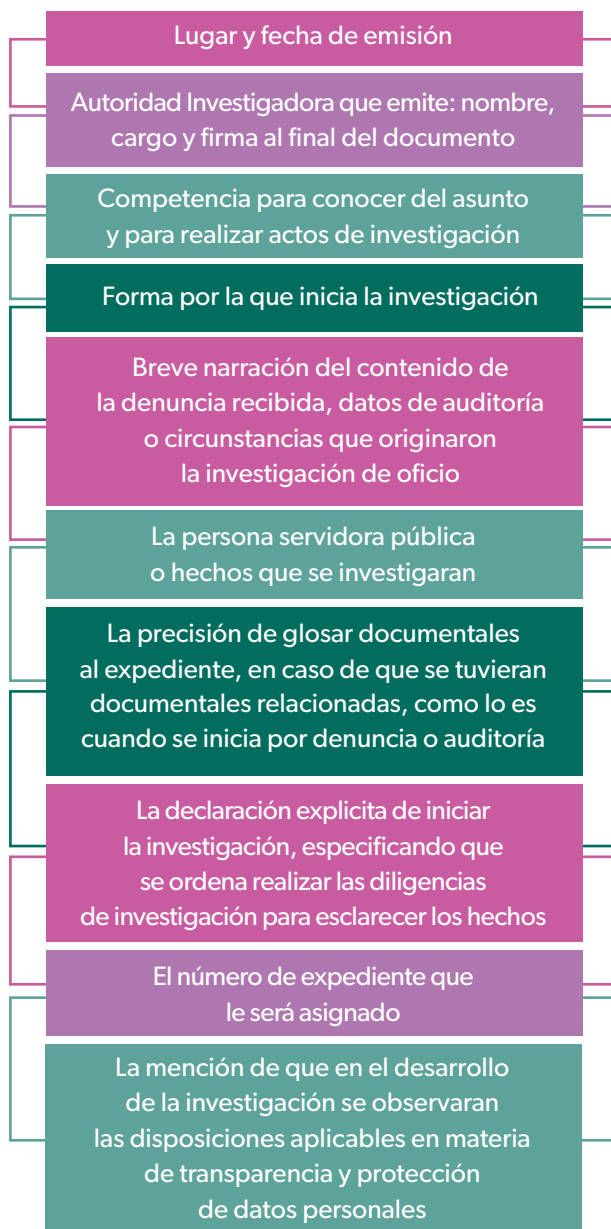 Lugar y fecha de emisión
Autoridad Investigadora que emite: nombre,
cargo y firma al final del documento
Competencia para conocer del asunto
y para realizar actos de investigación
Forma por la que inicia la investigación
Breve narración del contenido de
la denuncia recibida, datos de auditoría
o circunstancias que originaron
la investigación de oficio
La persona servidora pública
o hechos que se investigaran
La precisión de glosar documentales
al expediente, en caso de que se tuvieran
documentales relacionadas, como lo es
cuando se inicia por denuncia o auditoría
La declaración explicita de iniciar
la investigación, especificando que
se ordena realizar las diligencias
de investigación para esclarecer los hechos
El número de expediente que
le será asignado
La mención de que en el desarrollo
de la investigación se observaran
las disposiciones aplicables en materia
de transparencia y protección
de datos personales